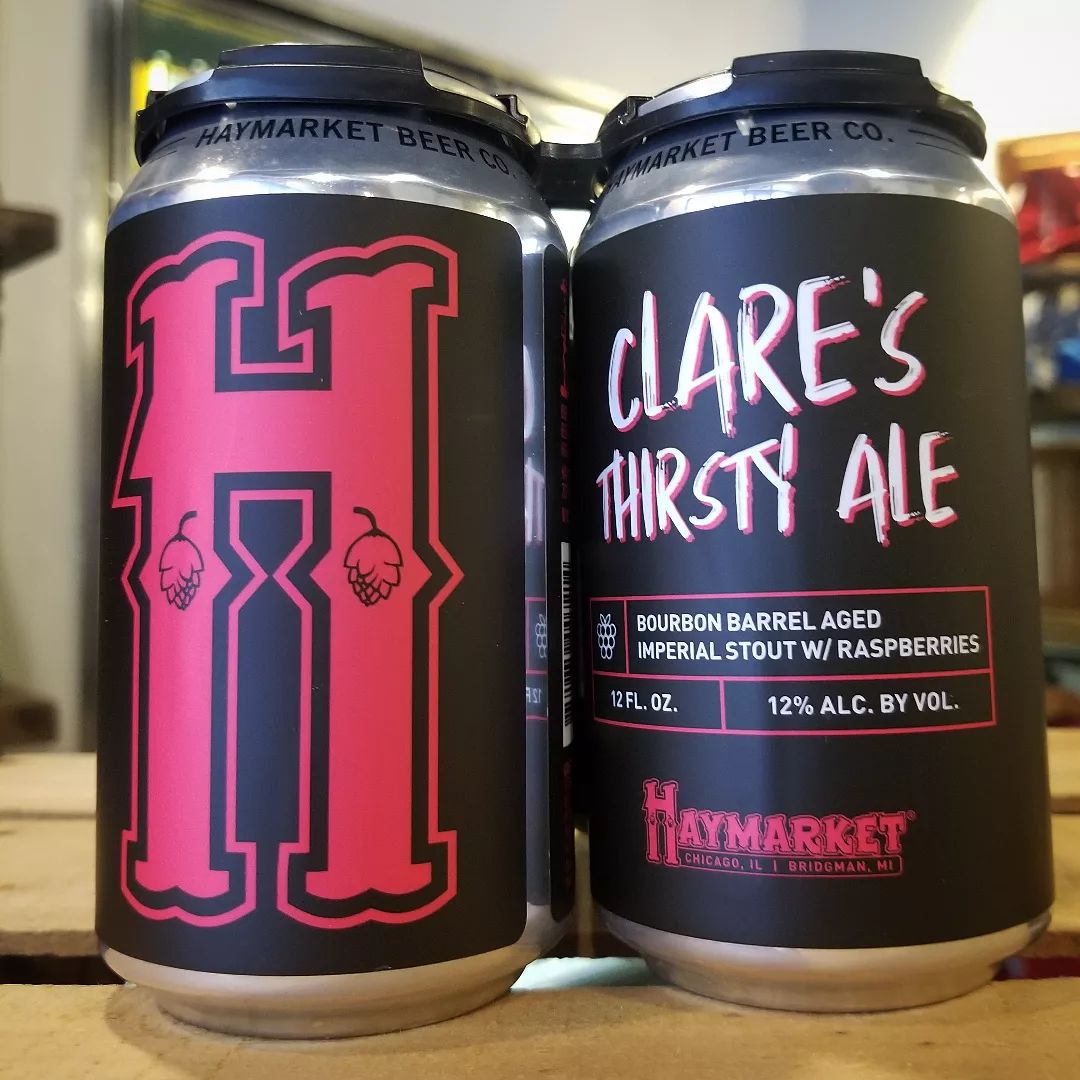 HAYMARKET BEER CO.
H
HAYMARKET BEER CO.
CLARE'S
THIRSTY ALE
BOURBON BARREL AGED
IMPERIAL STOUT W/ RASPBERRIES
12 FL. OZ.
12% ALC. BY VOL.
HAYMARKET®
CHICAGO, IL | BRIDGMAN, MI